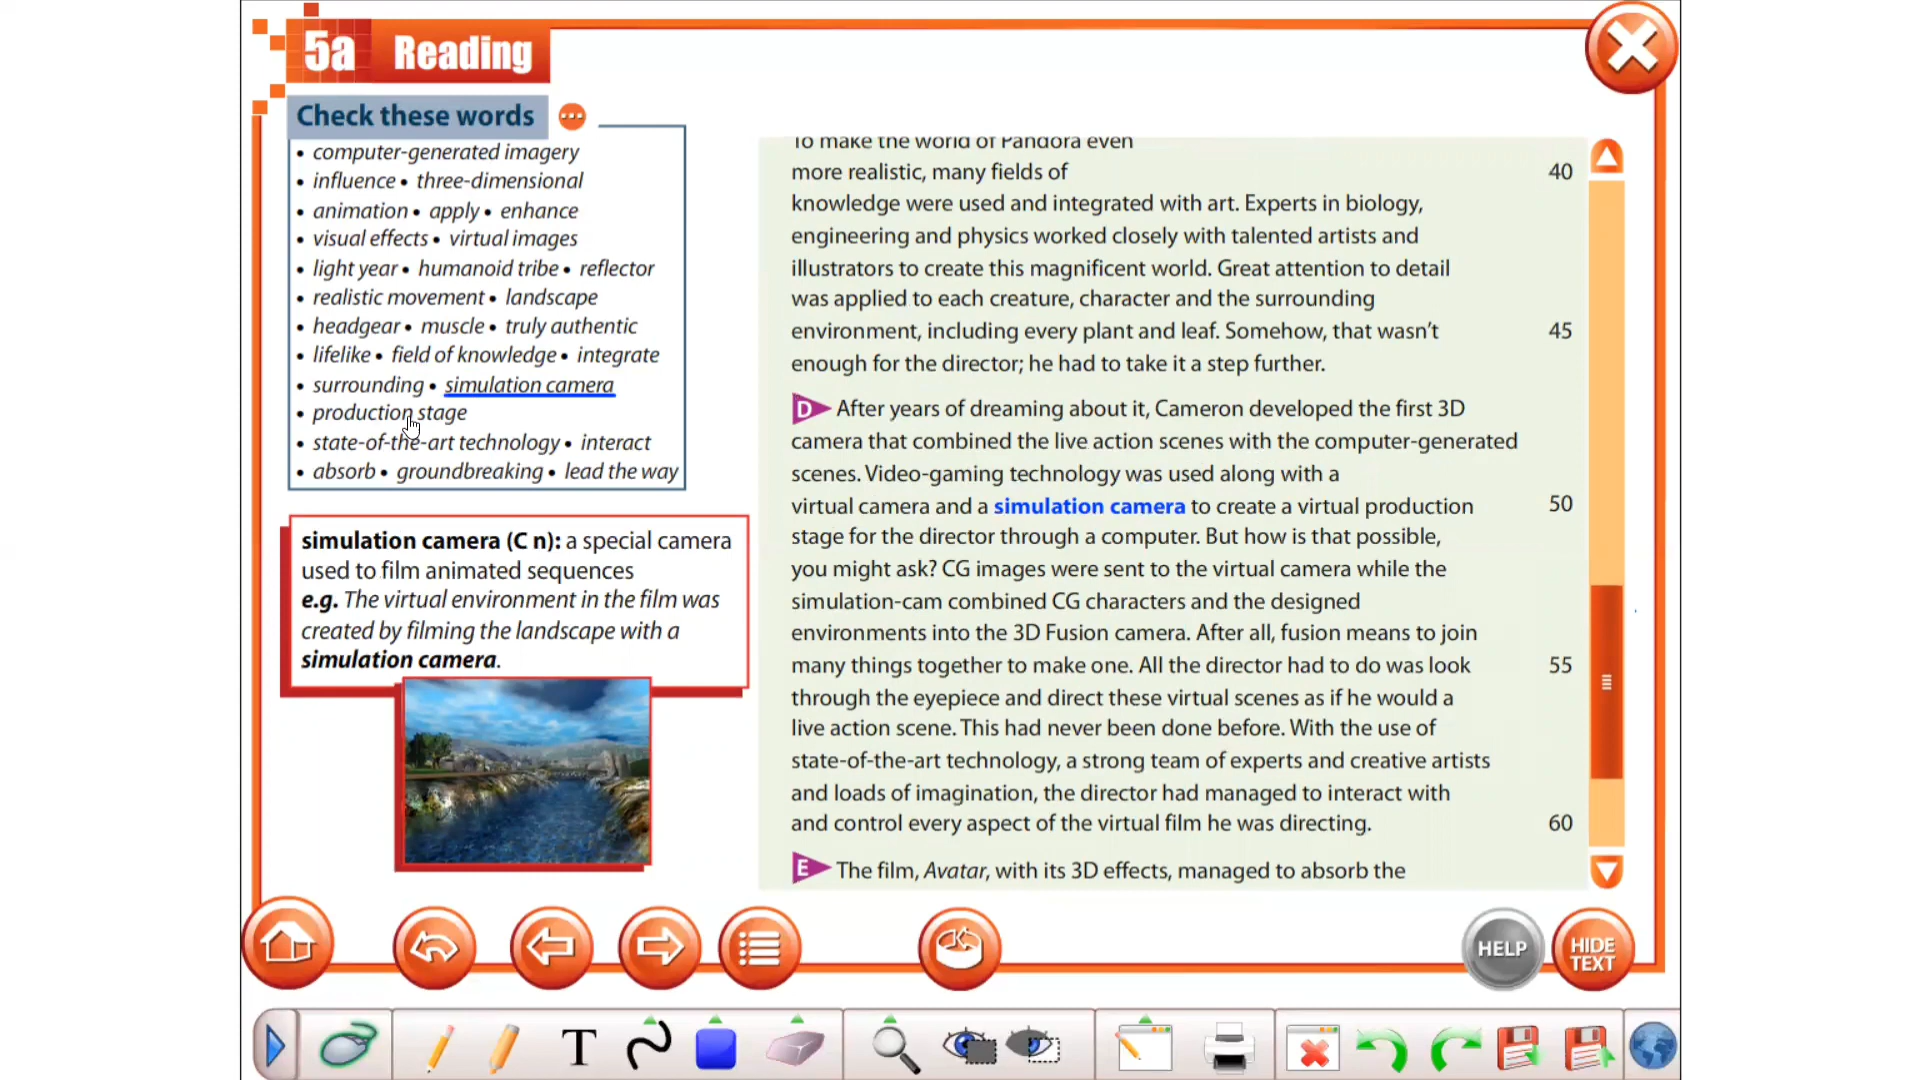 5a Reading
Check these words
• computer-generated imagery
• influence • three-dimensional
• animation • apply • enhance
• visual effects • virtual images
• light year • humanoid tribe • reflector
• realistic movement • landscape
• headgear • muscle • truly authentic
• lifelike • field of knowledge • integrate
• surrounding • simulation camera
• production stage
• state-of-the-art technology • interact
• absorb • groundbreaking • lead the way
simulation camera (C n): a special camera
used to film animated sequences
e.g. The virtual environment in the film was
created by filming the landscape with a
simulation camera.
To make the world of Pandora even
more realistic, many fields of 40
knowledge were used and integrated with art. Experts in biology,
engineering and physics worked closely with talented artists and
illustrators to create this magnificent world. Great attention to detail
was applied to each creature, character and the surrounding
environment, including every plant and leaf. Somehow, that wasn't 45
enough for the director; he had to take it a step further.
D After years of dreaming about it, Cameron developed the first 3D
camera that combined the live action scenes with the computer-generated
scenes. Video-gaming technology was used along with a
virtual camera and a simulation camera to create a virtual production 50
stage for the director through a computer. But how is that possible,
you might ask? CG images were sent to the virtual camera while the
simulation-cam combined CG characters and the designed
environments into the 3D Fusion camera. After all, fusion means to join
many things together to make one. All the director had to do was look 55
through the eyepiece and direct these virtual scenes as if he would a
live action scene. This had never been done before. With the use of
state-of-the-art technology, a strong team of experts and creative artists
and loads of imagination, the director had managed to interact with
and control every aspect of the virtual film he was directing. 60
E The film, Avatar, with its 3D effects, managed to absorb the
HELP
HIDE
TEXT
T